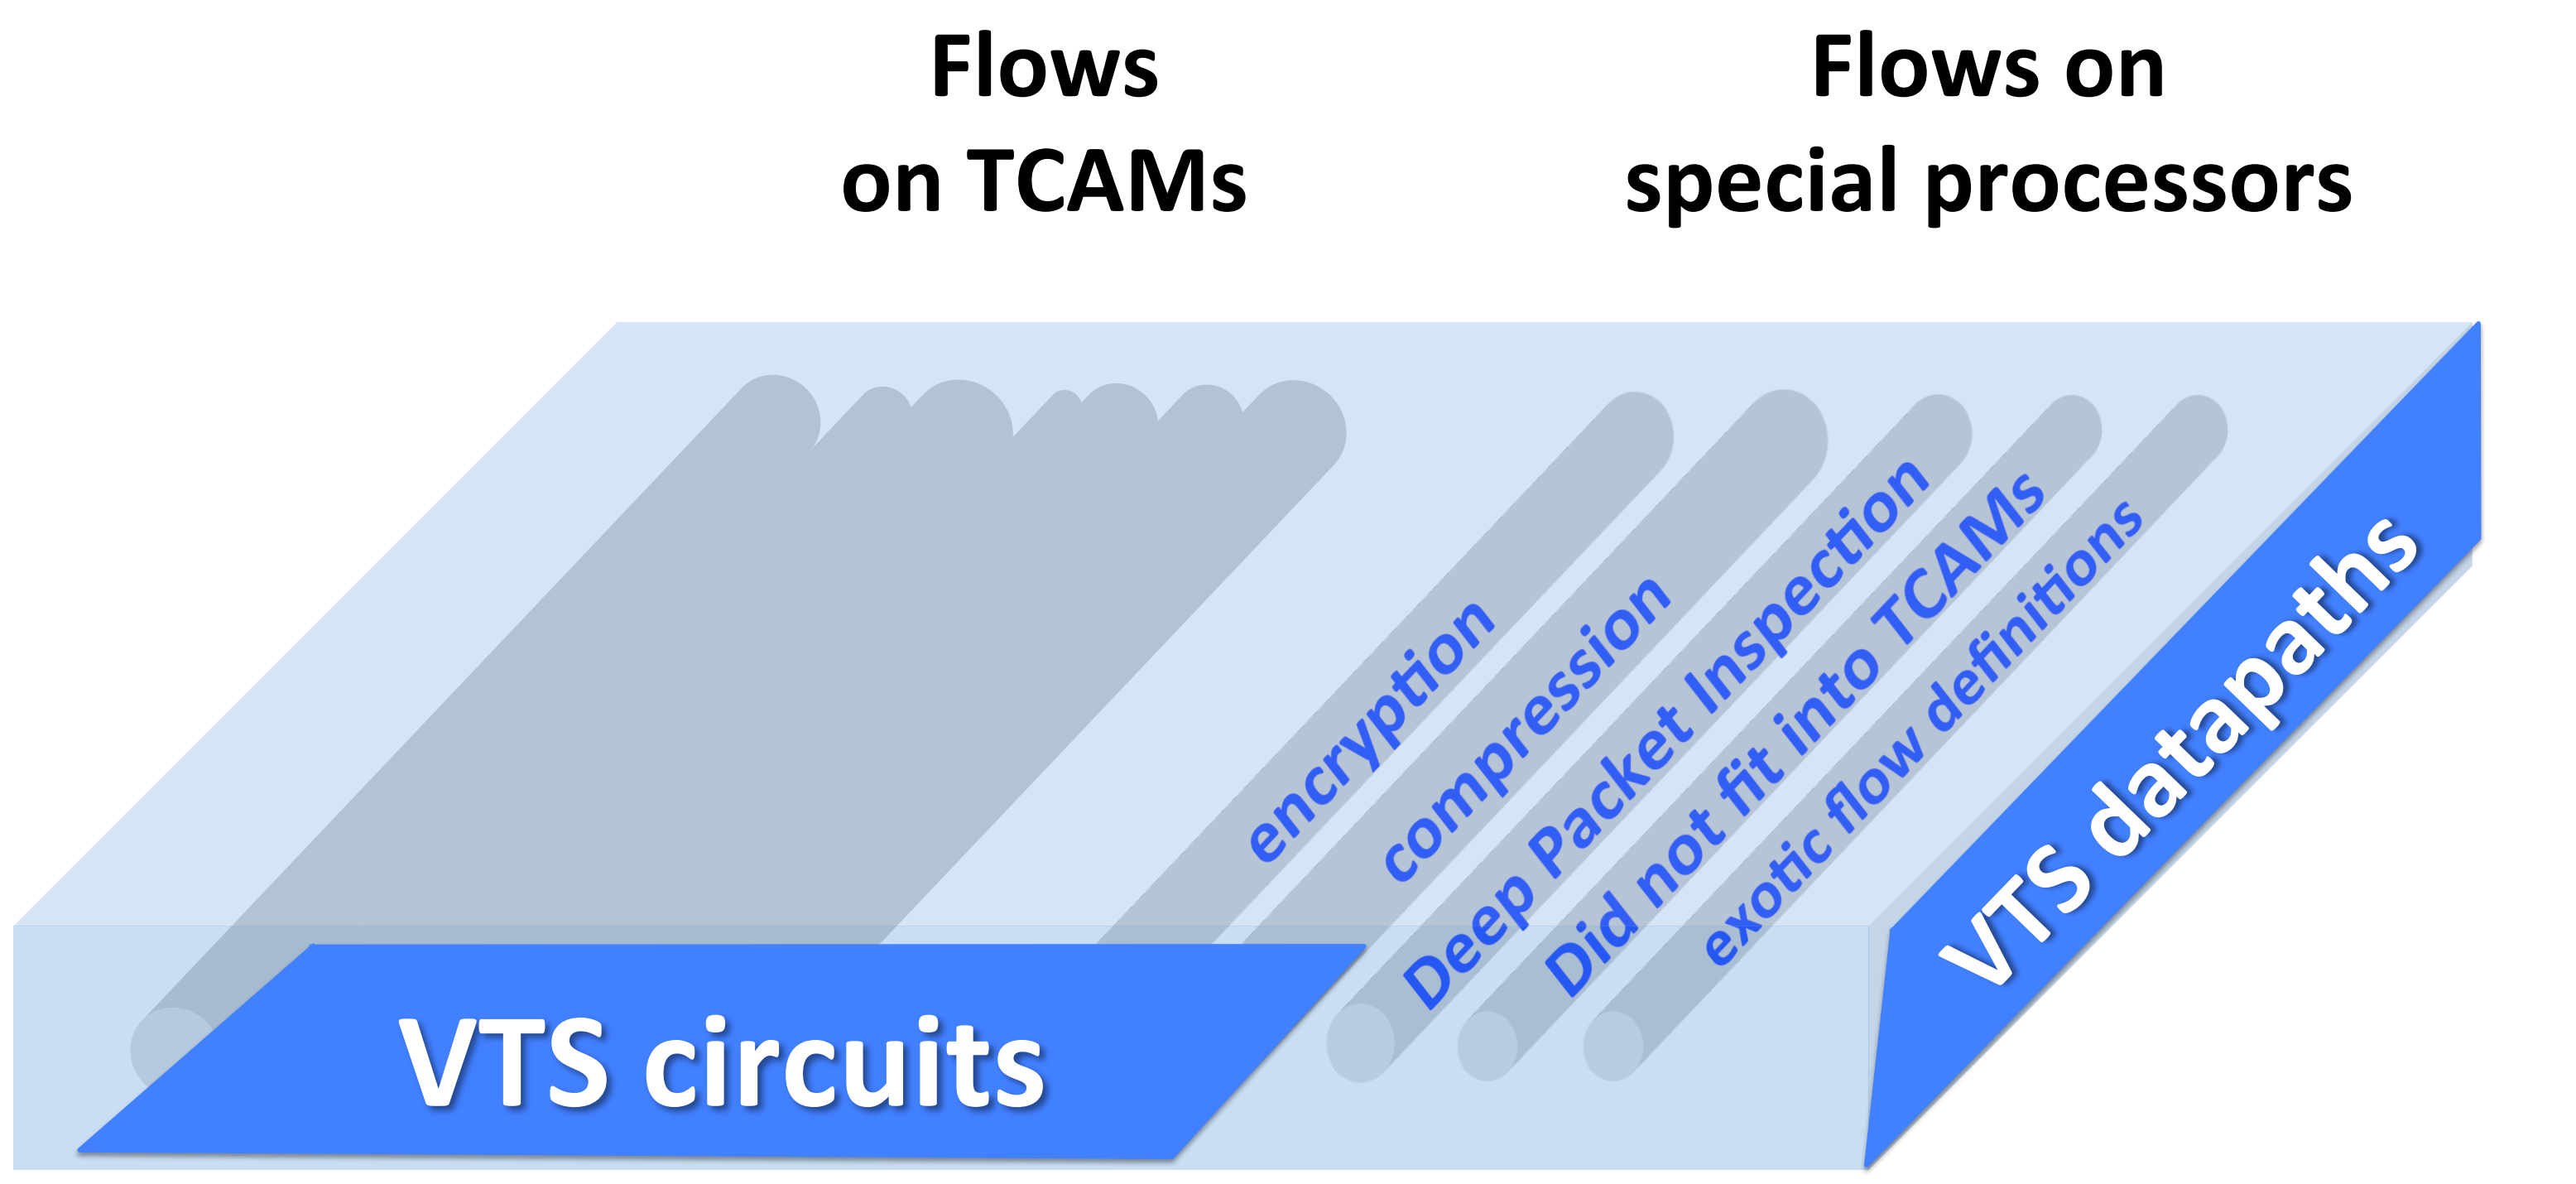 Flows
on TCAMs
Flows on
special processors
encryption
compression
Deep Packet Inspection
Did not fit into TCAMs
exotic flow definitions
VTS datapaths
VTS circuits